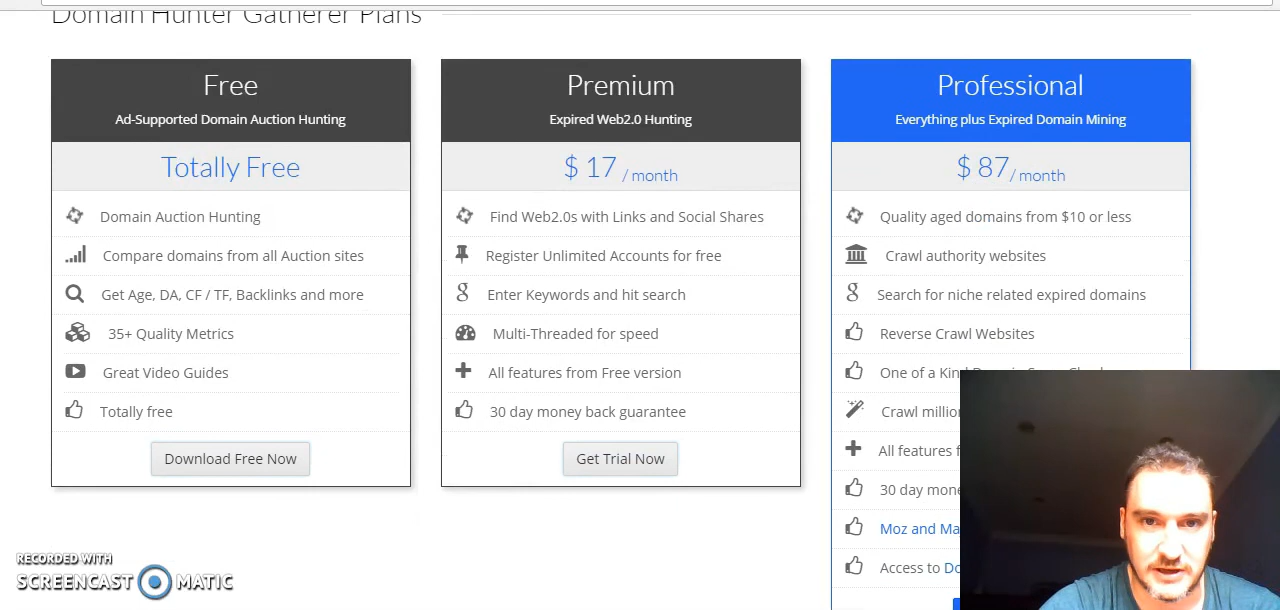 Domain Hunter Gatherer Plans
Free
Ad-Supported Domain Auction Hunting
Totally Free
Domain Auction Hunting
Compare domains from all Auction sites
Get Age, DA, CF / TF, Backlinks and more
35+ Quality Metrics
Great Video Guides
Totally free
Download Free Now
Premium
Expired Web2.0 Hunting
$ 17 / month
Find Web2.0s with Links and Social Shares
Register Unlimited Accounts for free
Enter Keywords and hit search
Multi-Threaded for speed
All features from Free version
30 day money back guarantee
Get Trial Now
Professional
Everything plus Expired Domain Mining
$ 87/ month
Quality aged domains from $10 or less
Crawl authority websites
Search for niche related expired domains
Reverse Crawl Websites
One of a Kind
Crawl
All features
30 day
Moz and
Access to
RECORDED WITH
SCREENCAST MATIC